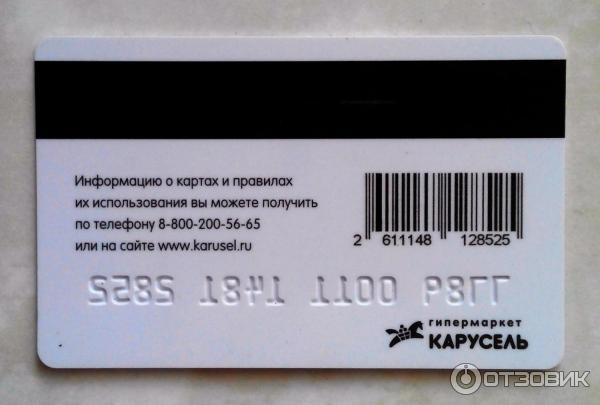 Информацию о картах и правилах
их использования вы можете получить
по телефону 8-800-200-56-65
или на сайте www.karusel.ru
2 611148 128525
гипермаркет
КАРУСЕЛЬ
ОТЗОВИК